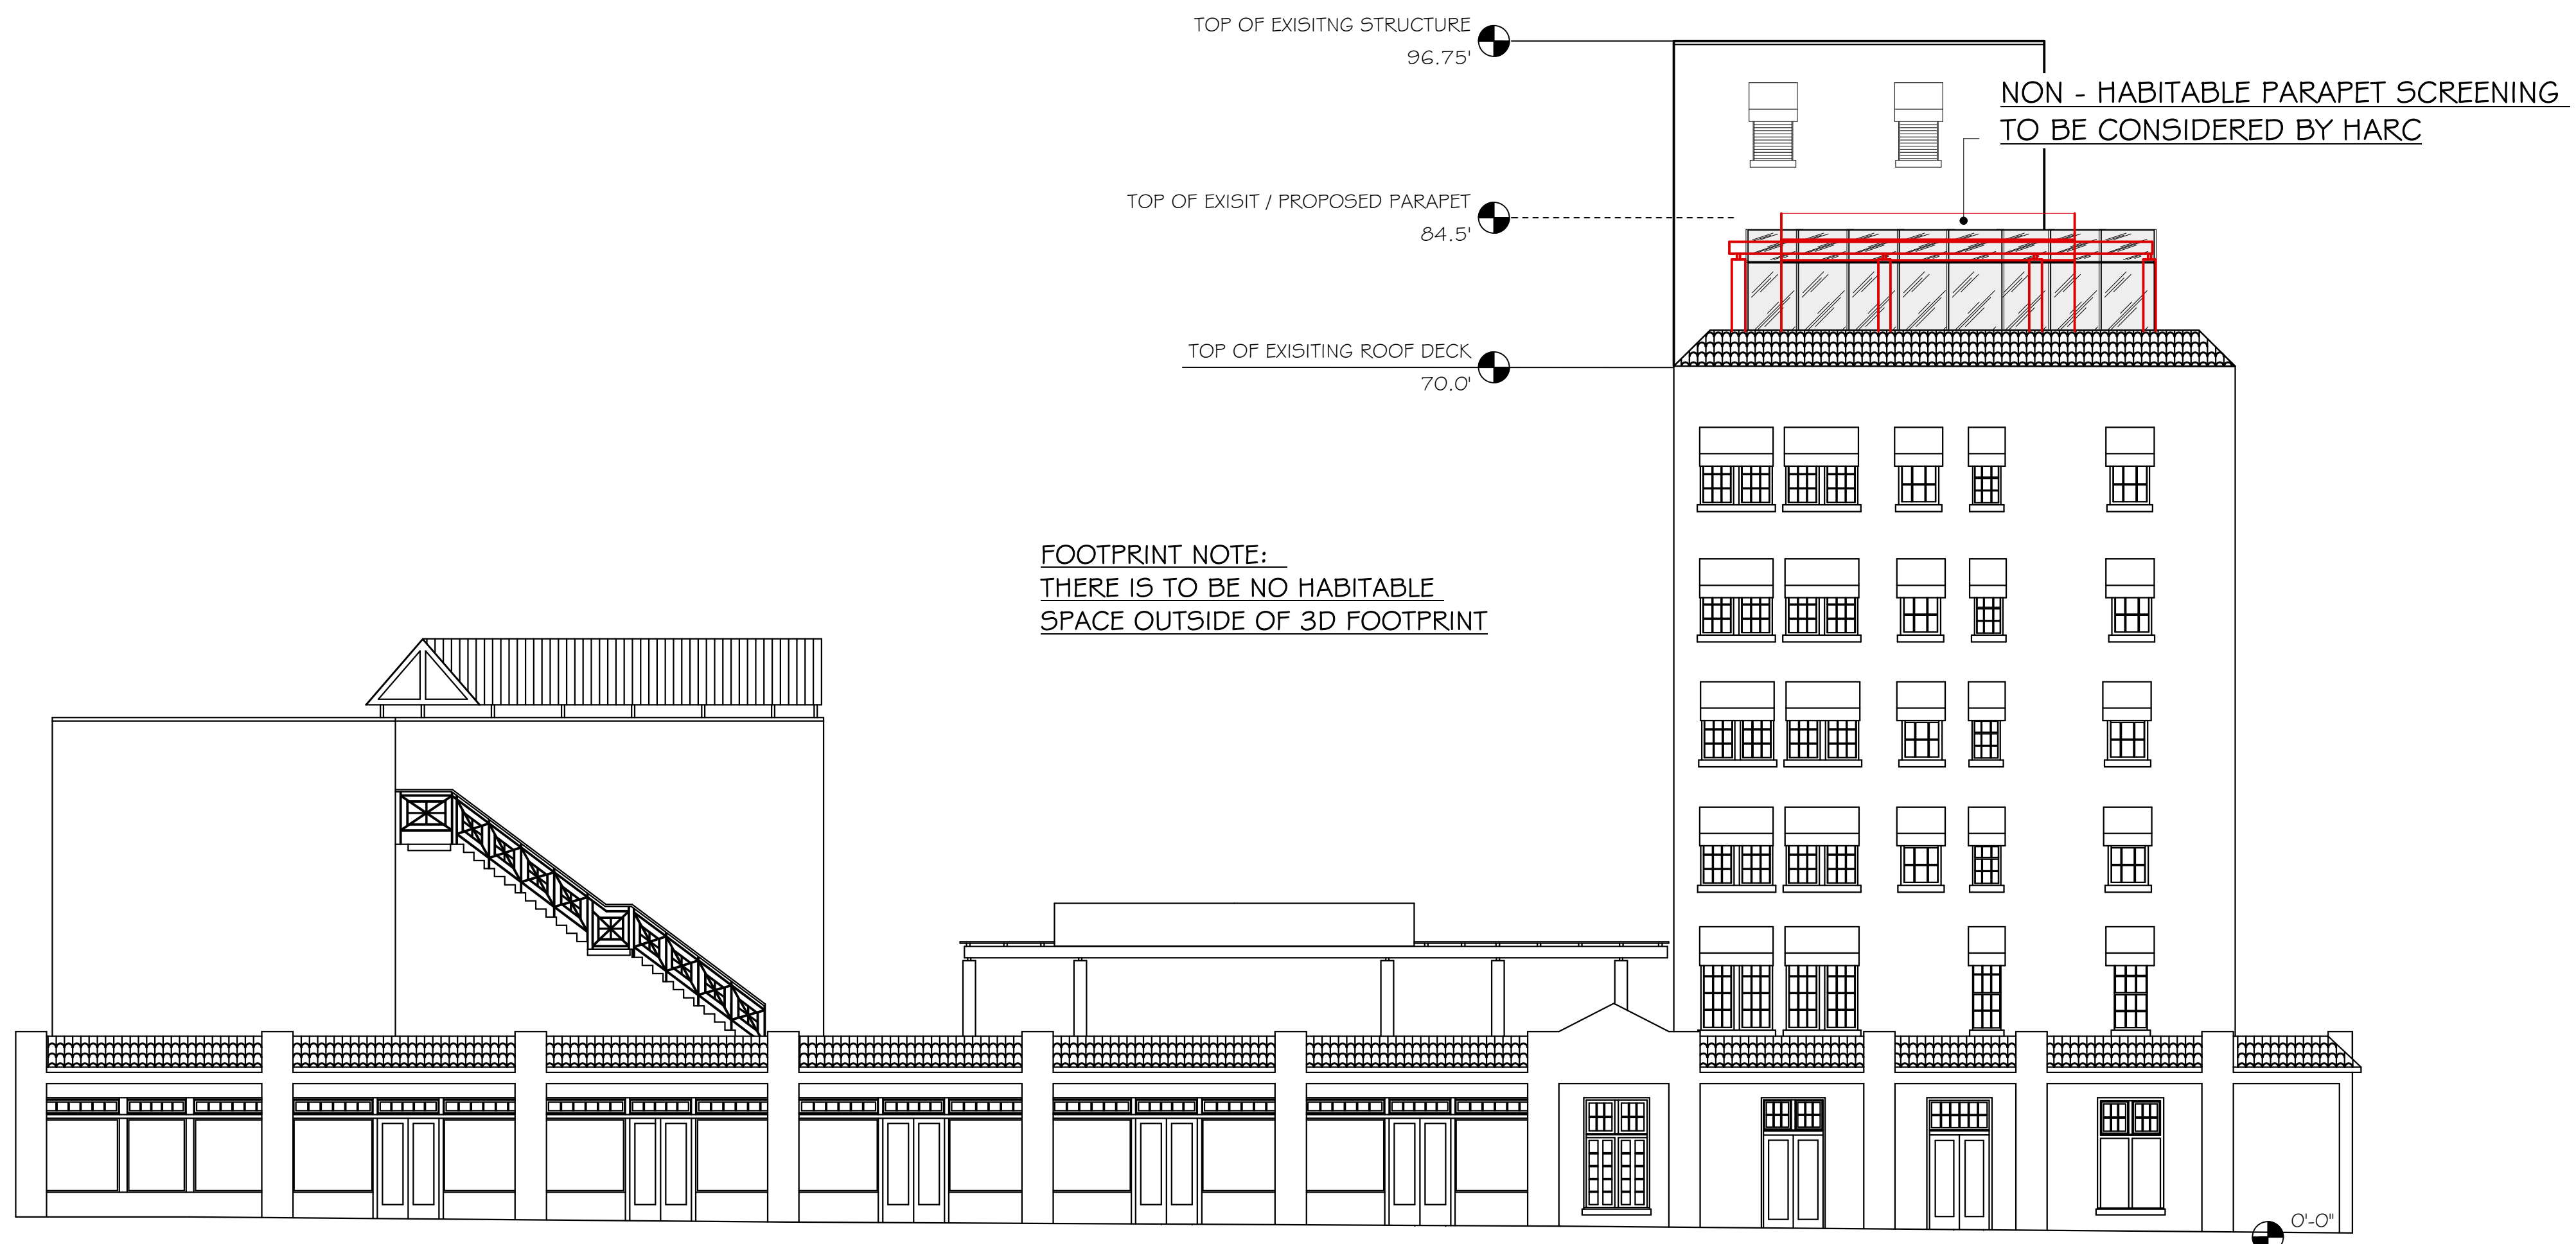 TOP OF EXISITNG STRUCTURE
96.75'
NON - HABITABLE PARAPET SCREENING
TO BE CONSIDERED BY HARC
TOP OF EXISIT / PROPOSED PARAPET
84.5'
TOP OF EXISITING ROOF DECK
70.0'
FOOTPRINT NOTE:
THERE IS TO BE NO HABITABLE
SPACE OUTSIDE OF 3D FOOTPRINT
0'-0"